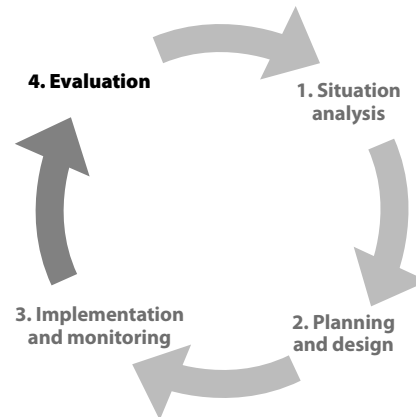 4. Evaluation
1. Situation
analysis
3. Implementation
and monitoring
2. Planning
and design